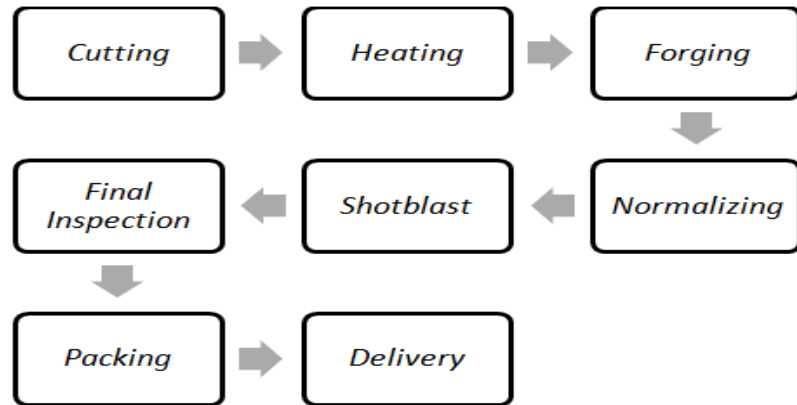 Cutting
Heating
Forging
Normalizing
Shotblast
Final
Inspection
Packing
Delivery